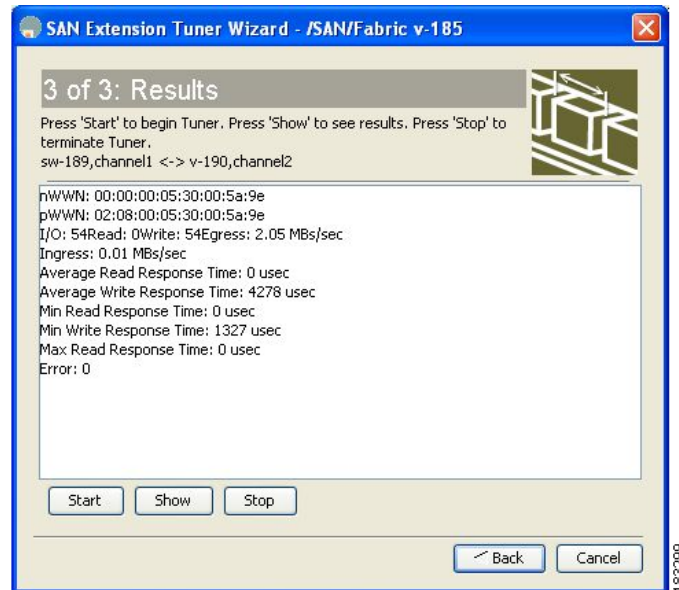 SAN Extension Tuner Wizard - /SAN/Fabric v-185
3 of 3: Results
Press 'Start' to begin Tuner. Press 'Show' to see results. Press 'Stop' to
terminate Tuner.
sw-189,channel1 <-> v-190,channel2
nWWN: 00:00:00:05:30:00:5a:9e
pWWN: 02:08:00:05:30:00:5a:9e
I/O: 54Read: 0Write: 54Egress: 2.05 MBs/sec
Ingress: 0.01 MBs/sec
Average Read Response Time: 0 usec
Average Write Response Time: 4278 usec
Min Read Response Time: 0 usec
Min Write Response Time: 1327 usec
Max Read Response Time: 0 usec
Error: 0
Start Show Stop
Back Cancel